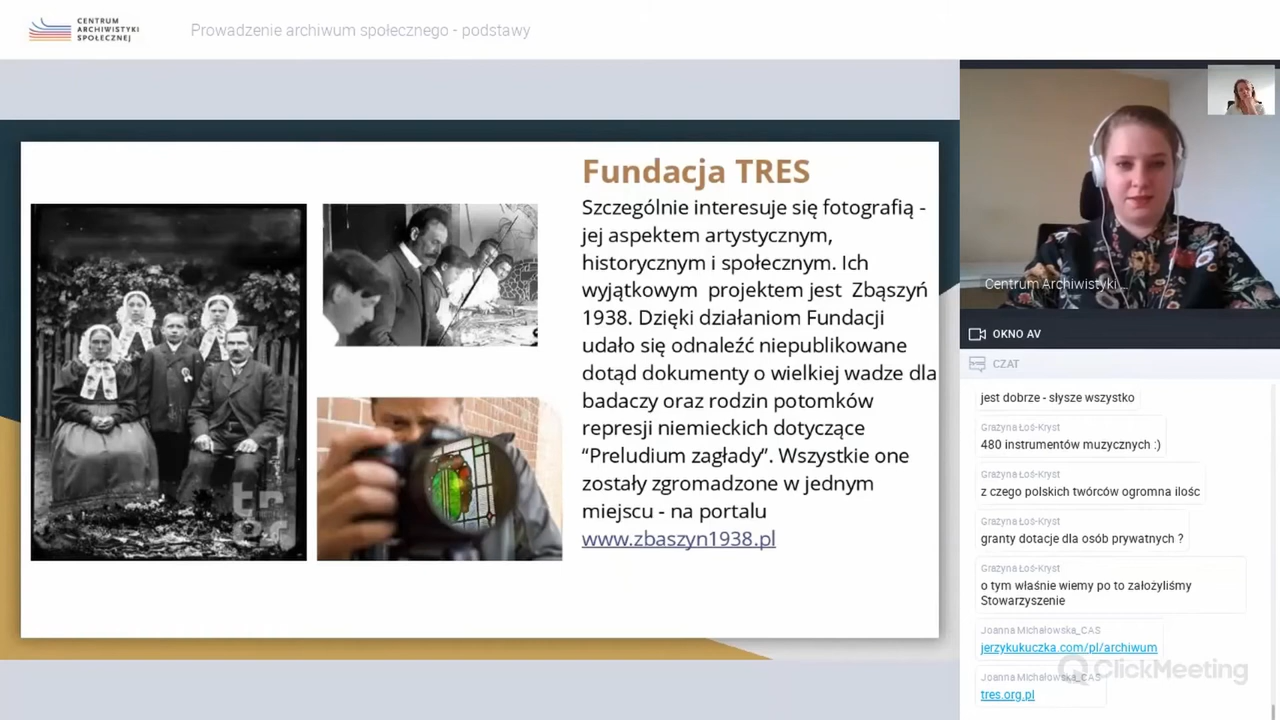 CENTRUM
ARCHIWISTYKI
SPOŁECZNEJ
Prowadzenie archiwum społecznego - podstawy
Fundacja TRES
Szczególnie interesuje się fotografią -
jej aspektem artystycznym,
historycznym i społecznym. Ich
wyjątkowym projektem jest Zbąszyń
1938. Dzięki działaniom Fundacji
udało się odnaleźć niepublikowane
dotąd dokumenty o wielkiej wadze dla
badaczy oraz rodzin potomków
represji niemieckich dotyczące
“Preludium zagłady”. Wszystkie one
zostały zgromadzone w jednym
miejscu - na portalu
www.zbaszyn1938.pl
Centrum Archiwistyki ...
OKNO AV
CZAT
jest dobrze - słysze wszystko
Grażyna Łoś-Kryst
480 instrumentów muzycznych :)
Grażyna Łoś-Kryst
z czego polskich twórców ogromna ilośc
Grażyna Łoś-Kryst
granty dotacje dla osób prywatnych ?
Grażyna Łoś-Kryst
o tym właśnie wiemy po to założyliśmy
Stowarzyszenie
Joanna Michałowska_CAS
jerzykukuczka.com/pl/archiwum
Joanna Michałowska_CAS
tres.org.pl
ClickMeeting